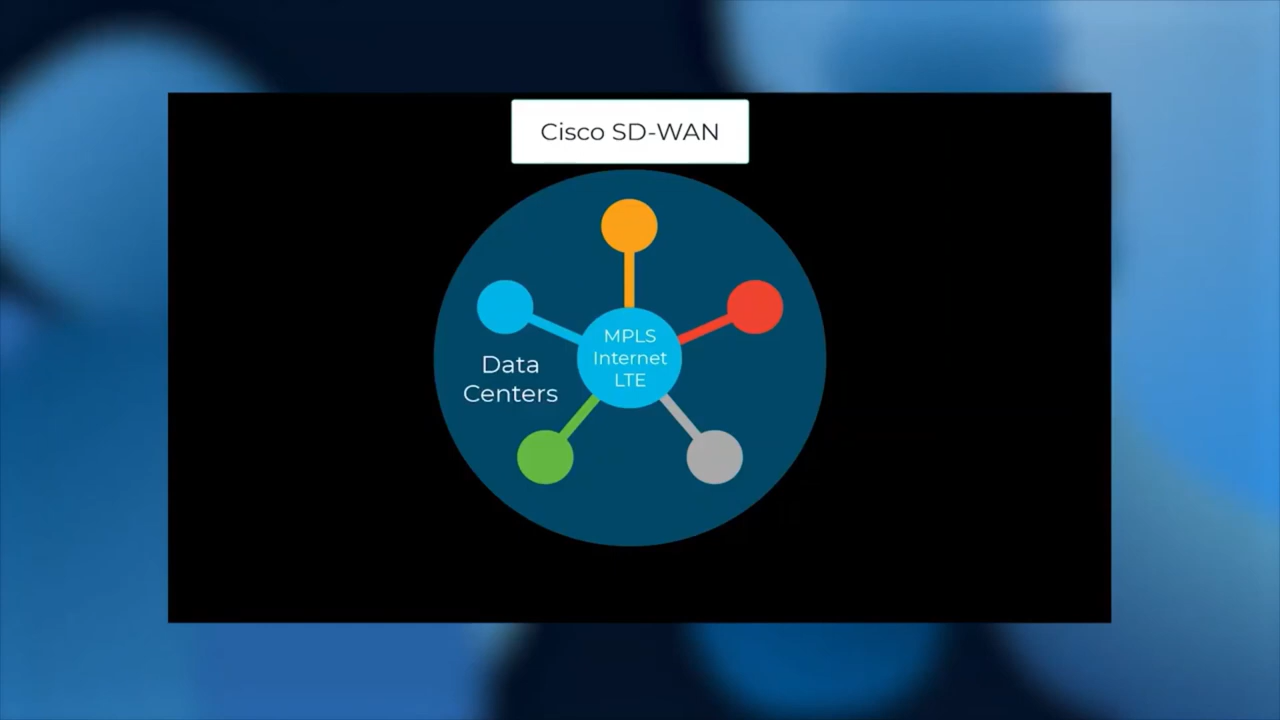 Cisco SD-WAN
MPLS
Internet
LTE
Data
Centers